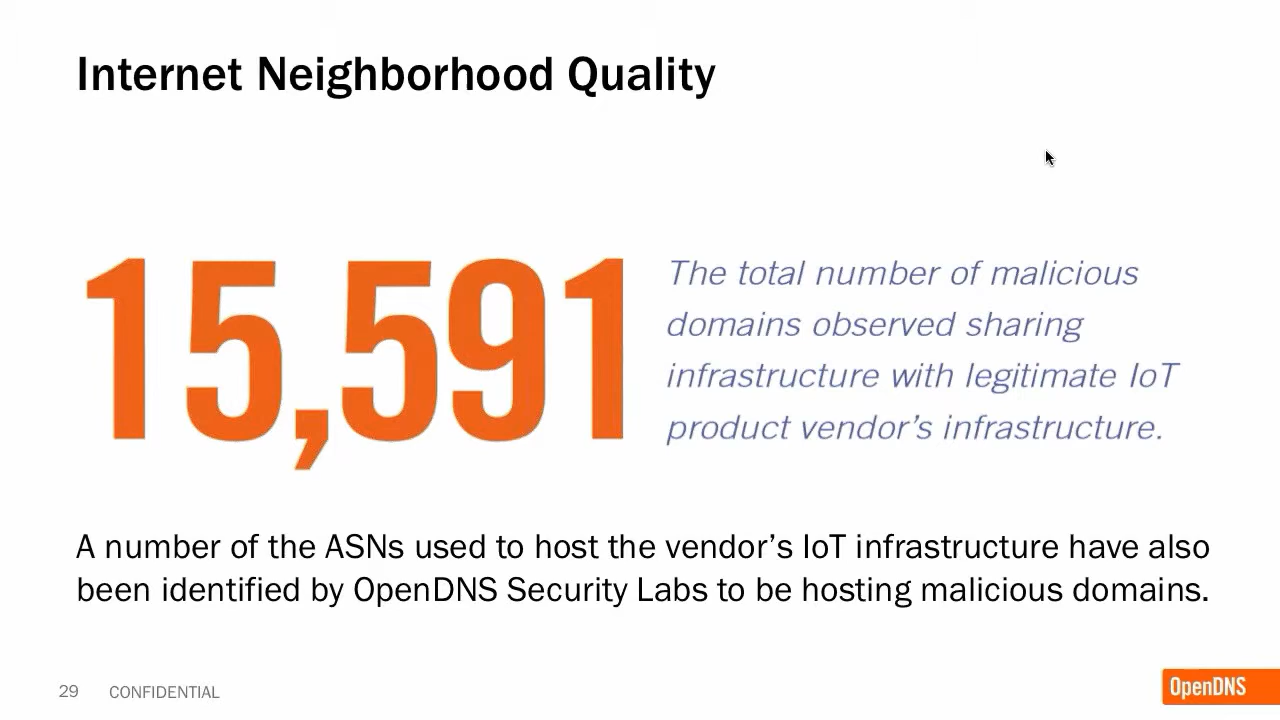 Internet Neighborhood Quality
15,591
The total number of malicious
domains observed sharing
infrastructure with legitimate IoT
product vendor’s infrastructure.
A number of the ASNs used to host the vendor’s IoT infrastructure have also
been identified by OpenDNS Security Labs to be hosting malicious domains.
29 CONFIDENTIAL
OpenDNS